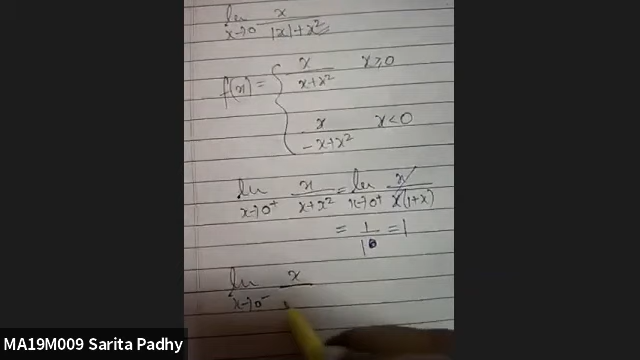 lim x→0 x / |x|+x²
f(x) = { x / x+x²   x≥0
x / -x+x²   x<0
lim x→0⁺ x / x+x² = lim x→0⁺ x / x(1+x)
= 1/1 = 1
lim x→0⁻ x
MA19M009 Sarita Padhy